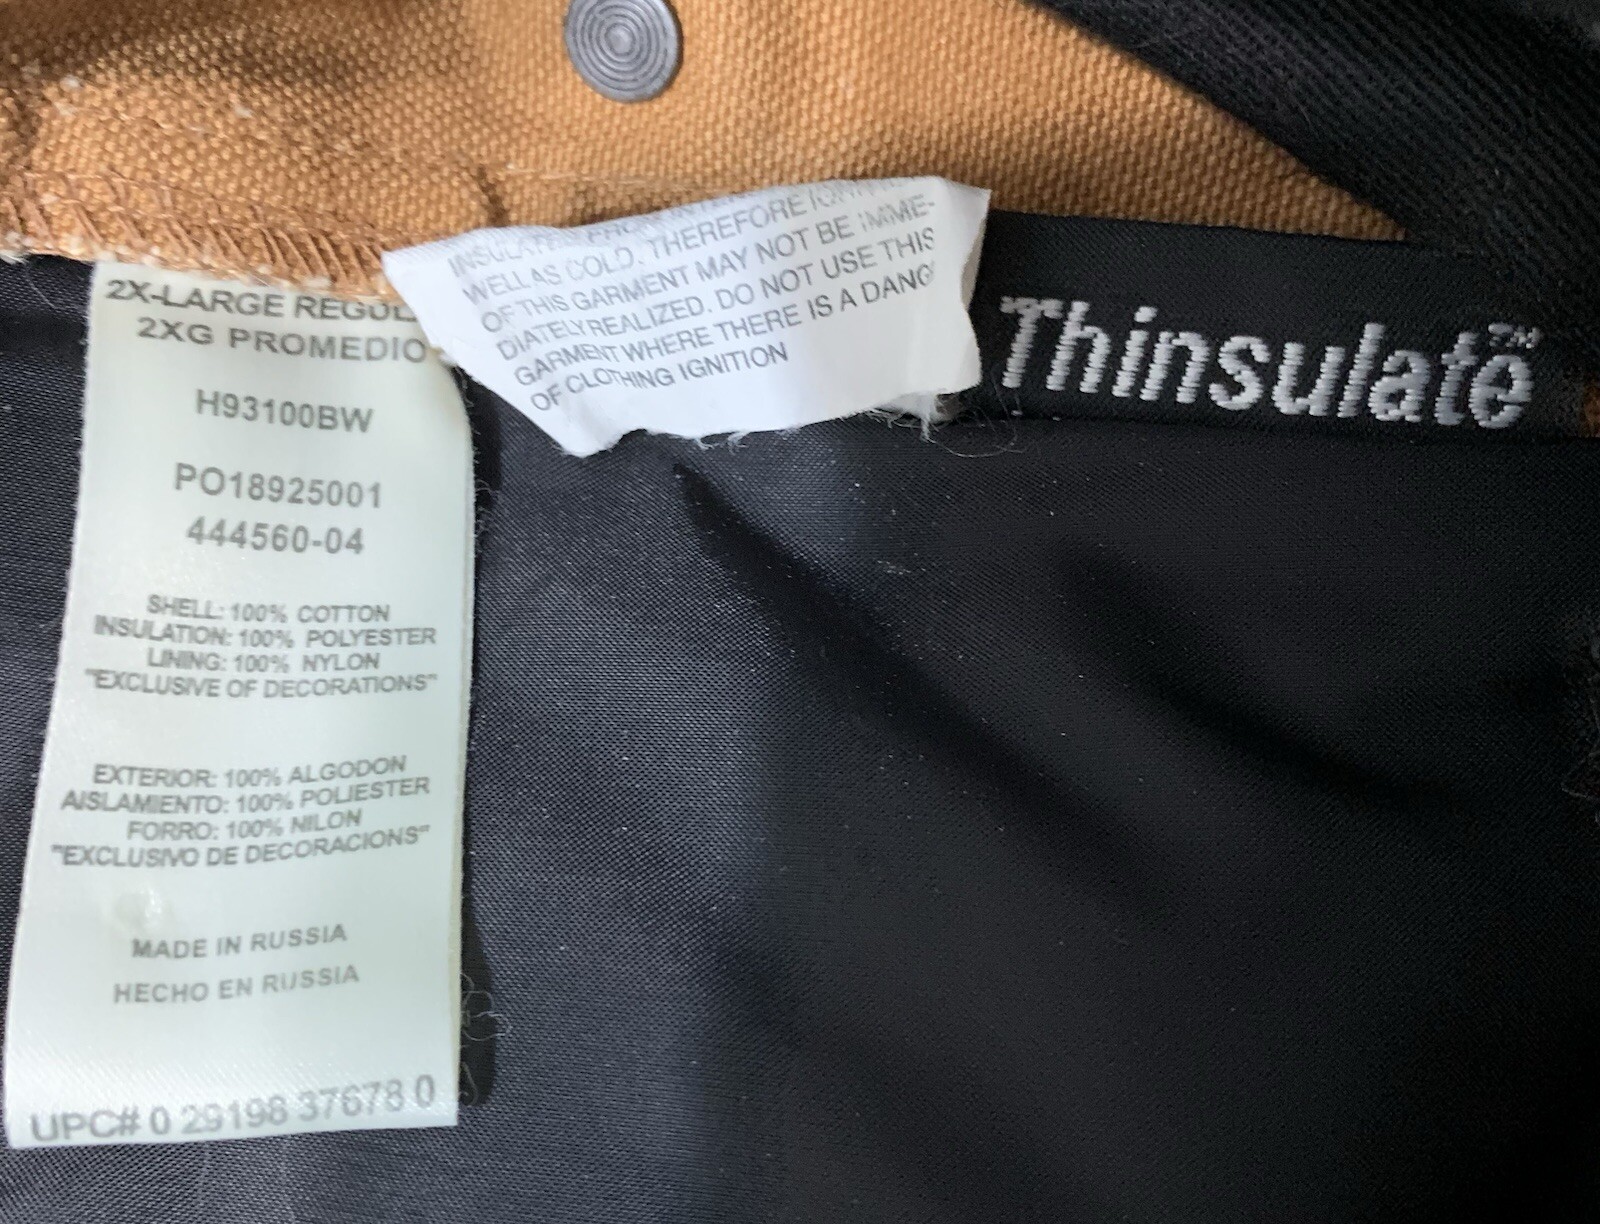 2X-LARGE REGUL
2XG PROMEDIO
H93100BW
PO18925001
444560-04
SHELL: 100% COTTON
INSULATION: 100% POLYESTER
LINING: 100% NYLON
"EXCLUSIVE OF DECORATIONS"
EXTERIOR: 100% ALGODON
AISLAMIENTO: 100% POLIESTER
FORRO: 100% NILON
"EXCLUSIVO DE DECORACIONS"
MADE IN RUSSIA
HECHO EN RUSSIA
UPC# 0 29198 37678 0
WELL AS COLD. THEREFORE
OF THIS GARMENT MAY NOT BE IMME-
DIATELY REALIZED. DO NOT USE THIS
GARMENT WHERE THERE IS A DANG
OF CLOTHING IGNITION
Thinsulate™